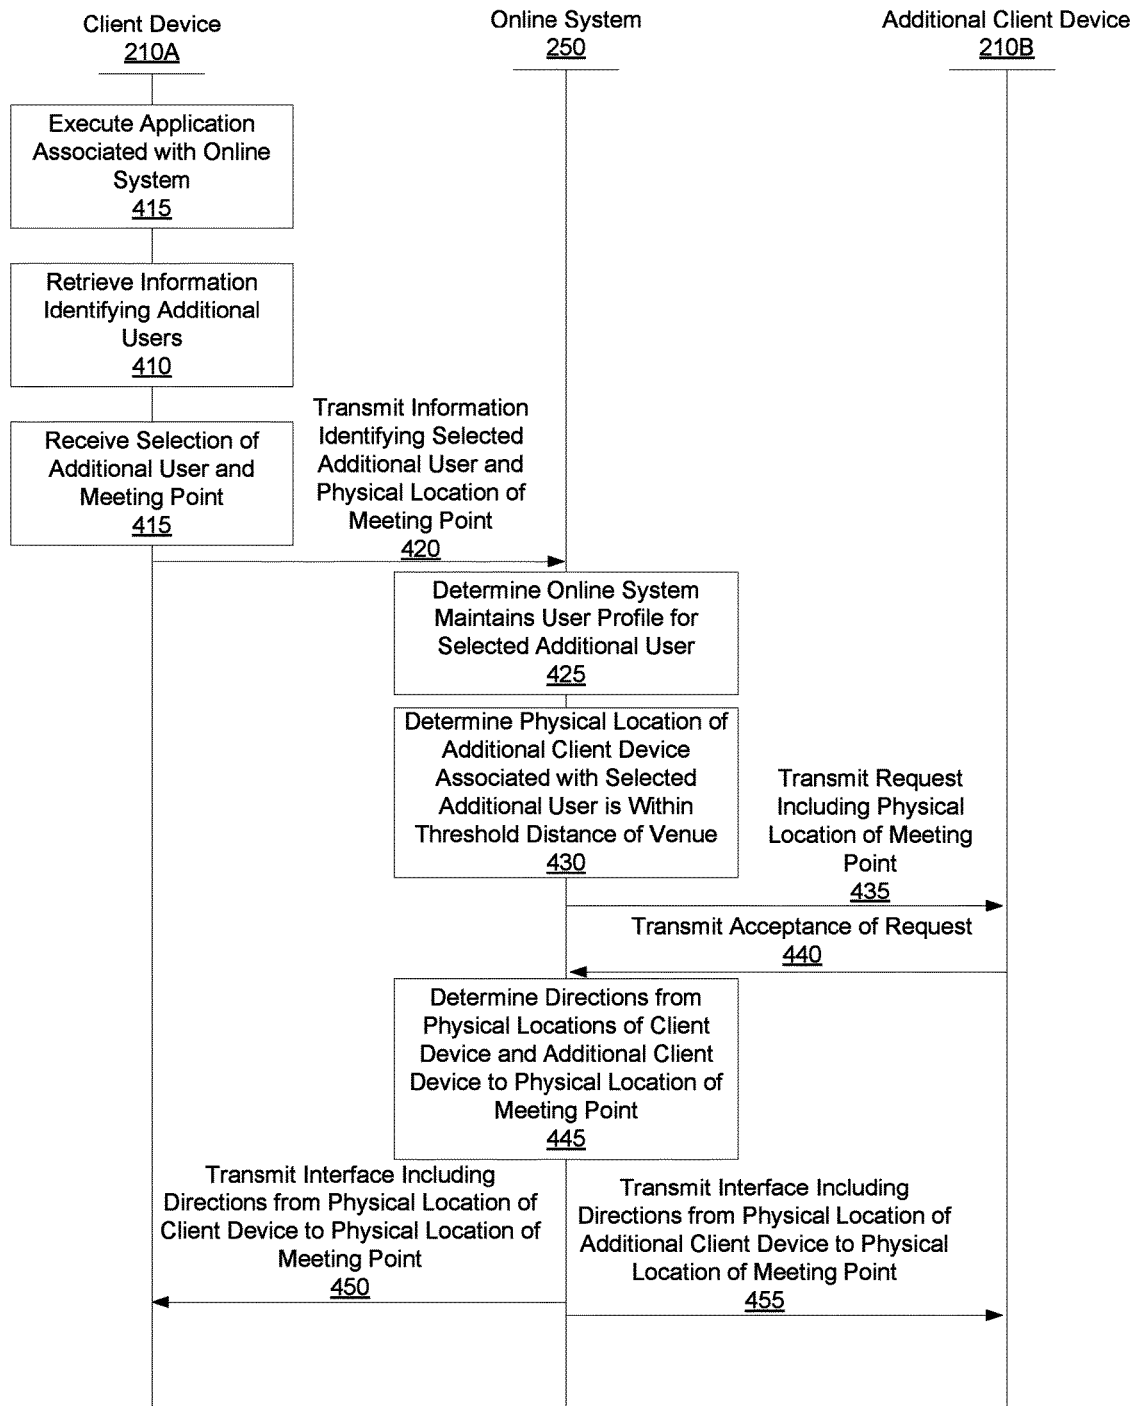 Client Device
210A
Online System
250
Additional Client Device
210B
Execute Application
Associated with Online
System
415
Retrieve Information
Identifying Additional
Users
410
Receive Selection of
Additional User and
Meeting Point
415
Transmit Information
Identifying Selected
Additional User and
Physical Location of
Meeting Point
420
Determine Online System
Maintains User Profile for
Selected Additional User
425
Determine Physical Location of
Additional Client Device
Associated with Selected
Additional User is Within
Threshold Distance of Venue
430
Transmit Request
Including Physical
Location of Meeting
Point
435
Transmit Acceptance of Request
440
Determine Directions from
Physical Locations of Client
Device and Additional Client
Device to Physical Location of
Meeting Point
445
Transmit Interface Including
Directions from Physical Location of
Client Device to Physical Location of
Meeting Point
450
Transmit Interface Including
Directions from Physical Location of
Additional Client Device to Physical
Location of Meeting Point
455